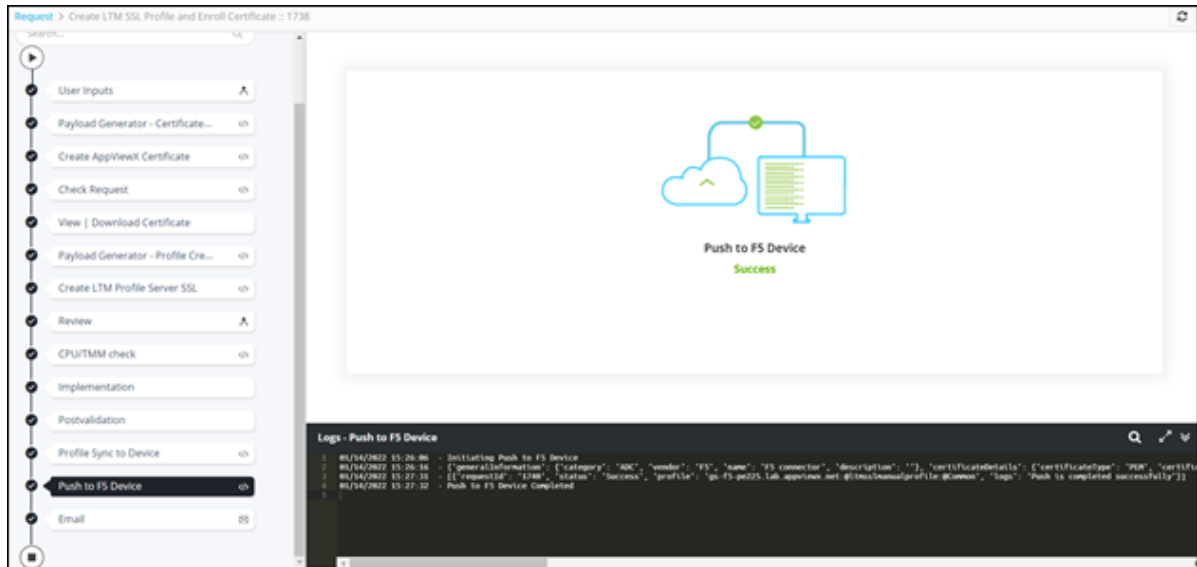 Request > Create LTM SSL Profile and Enroll Certificate :: 1738
Search...
User Inputs
Payload Generator - Certificate...
Create AppViewX Certificate
Check Request
View | Download Certificate
Payload Generator - Profile Cre...
Create LTM Profile Server SSL
Review
CPU/TMM check
Implementation
Postvalidation
Profile Sync to Device
Push to F5 Device
Email
Push to F5 Device
Success
Logs - Push to F5 Device
1 01/14/2022 15:26:06 - Initiating Push to F5 Device
2 01/14/2022 15:26:16 - {'generalInformation': {'category': 'ADC', 'vendor': 'F5', 'name': 'F5 connector', 'description': ''}, 'certificateDetails': {'certificateType': 'PEM', 'certific
3 01/14/2022 15:27:31 - [{'requestId': '1740', 'status': 'Success', 'profile': 'gs-f5-pe225.lab.appviewx.net:@ltmsslmanualprofile:@Common', 'logs': 'Push is completed successfully'}]
4 01/14/2022 15:27:32 - Push to F5 Device Completed
5